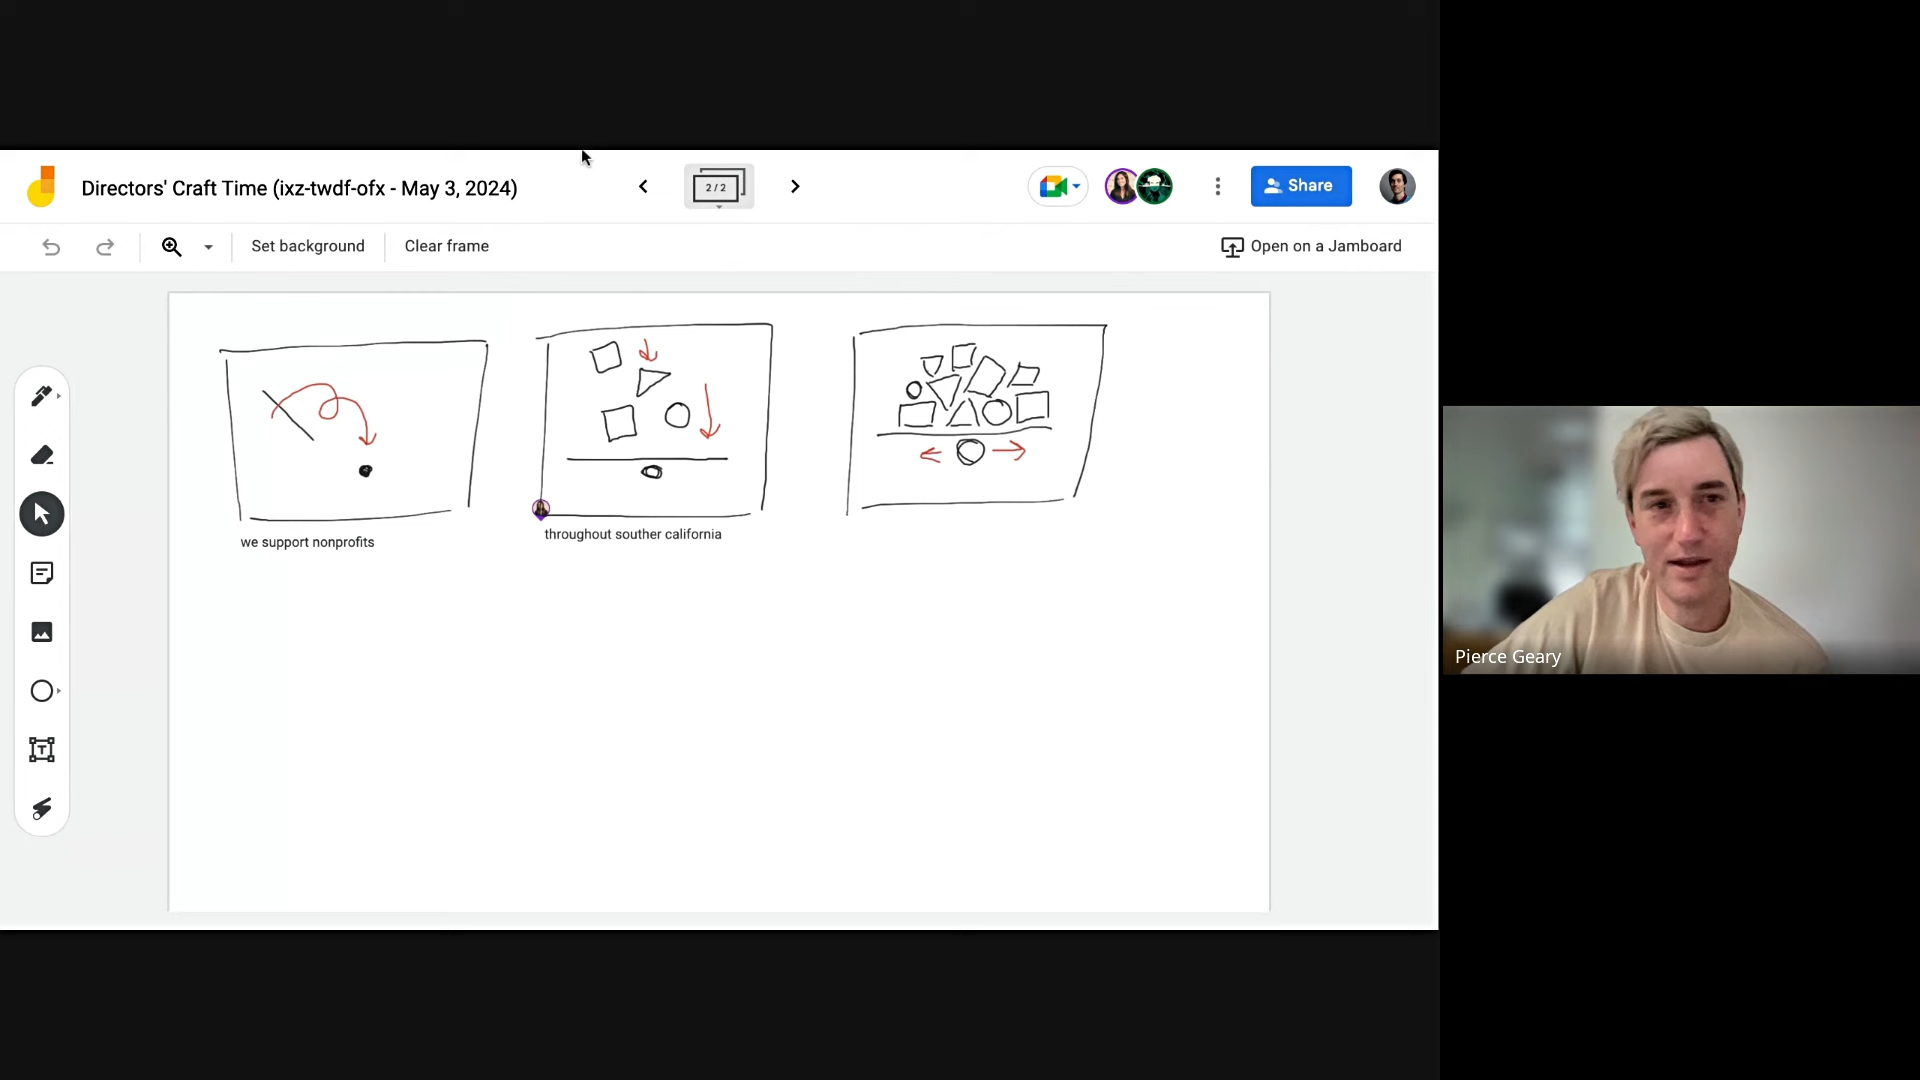 Directors' Craft Time (ixz-twdf-ofx - May 3, 2024)
2 / 2
Share
Set background
Clear frame
Open on a Jamboard
we support nonprofits
throughout souther california
T
Pierce Geary